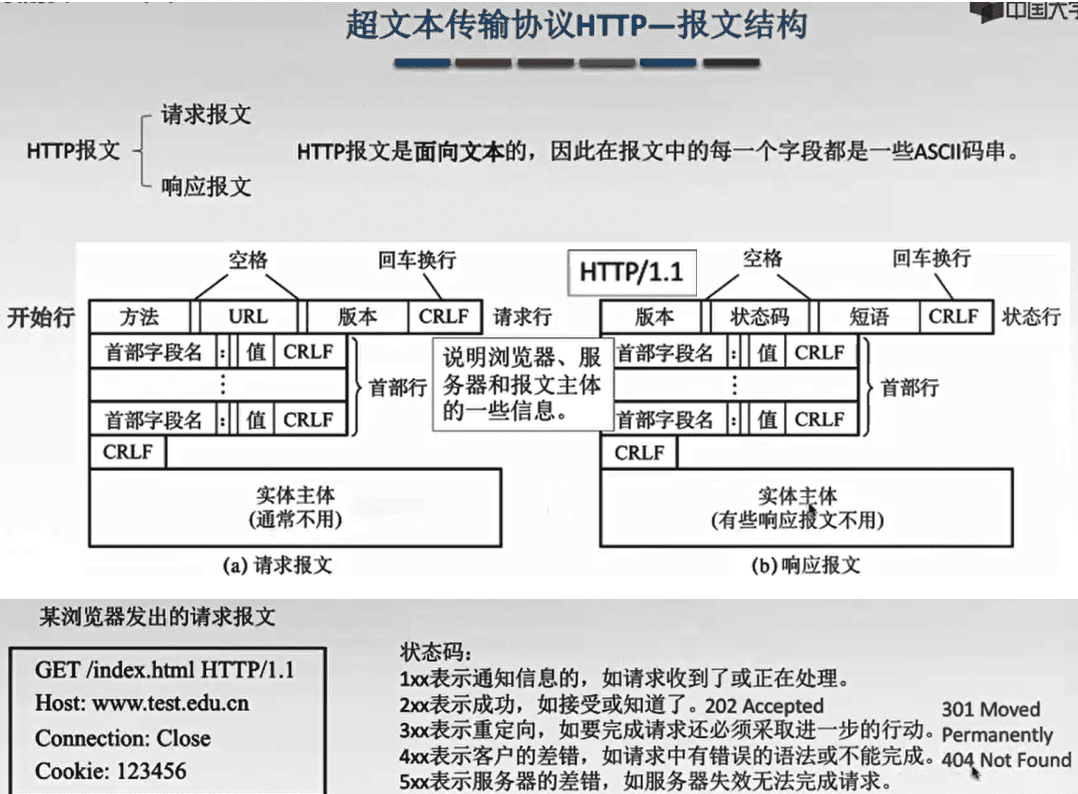 中国大学
超文本传输协议HTTP—报文结构
请求报文
HTTP报文
HTTP报文是面向文本的，因此在报文中的每一个字段都是一些ASCII码串。
响应报文
空格
回车换行
开始行
方法
URL
版本
CRLF
请求行
首部字段名
:
值
CRLF
⋮
首部行
首部字段名
:
值
CRLF
CRLF
实体主体
(通常不用)
(a) 请求报文
说明浏览器、服
务器和报文主体
的一些信息。
HTTP/1.1
空格
回车换行
版本
状态码
短语
CRLF
状态行
首部字段名
:
值
CRLF
⋮
首部行
首部字段名
:
值
CRLF
CRLF
实体主体
(有些响应报文不用)
(b) 响应报文
某浏览器发出的请求报文
GET /index.html HTTP/1.1
Host: www.test.edu.cn
Connection: Close
Cookie: 123456
状态码：
1xx表示通知信息的，如请求收到了或正在处理。
2xx表示成功，如接受或知道了。202 Accepted
3xx表示重定向，如要完成请求还必须采取进一步的行动。
301 Moved
Permanently
4xx表示客户的差错，如请求中有错误的语法或不能完成。404 Not Found
5xx表示服务器的差错，如服务器失效无法完成请求。